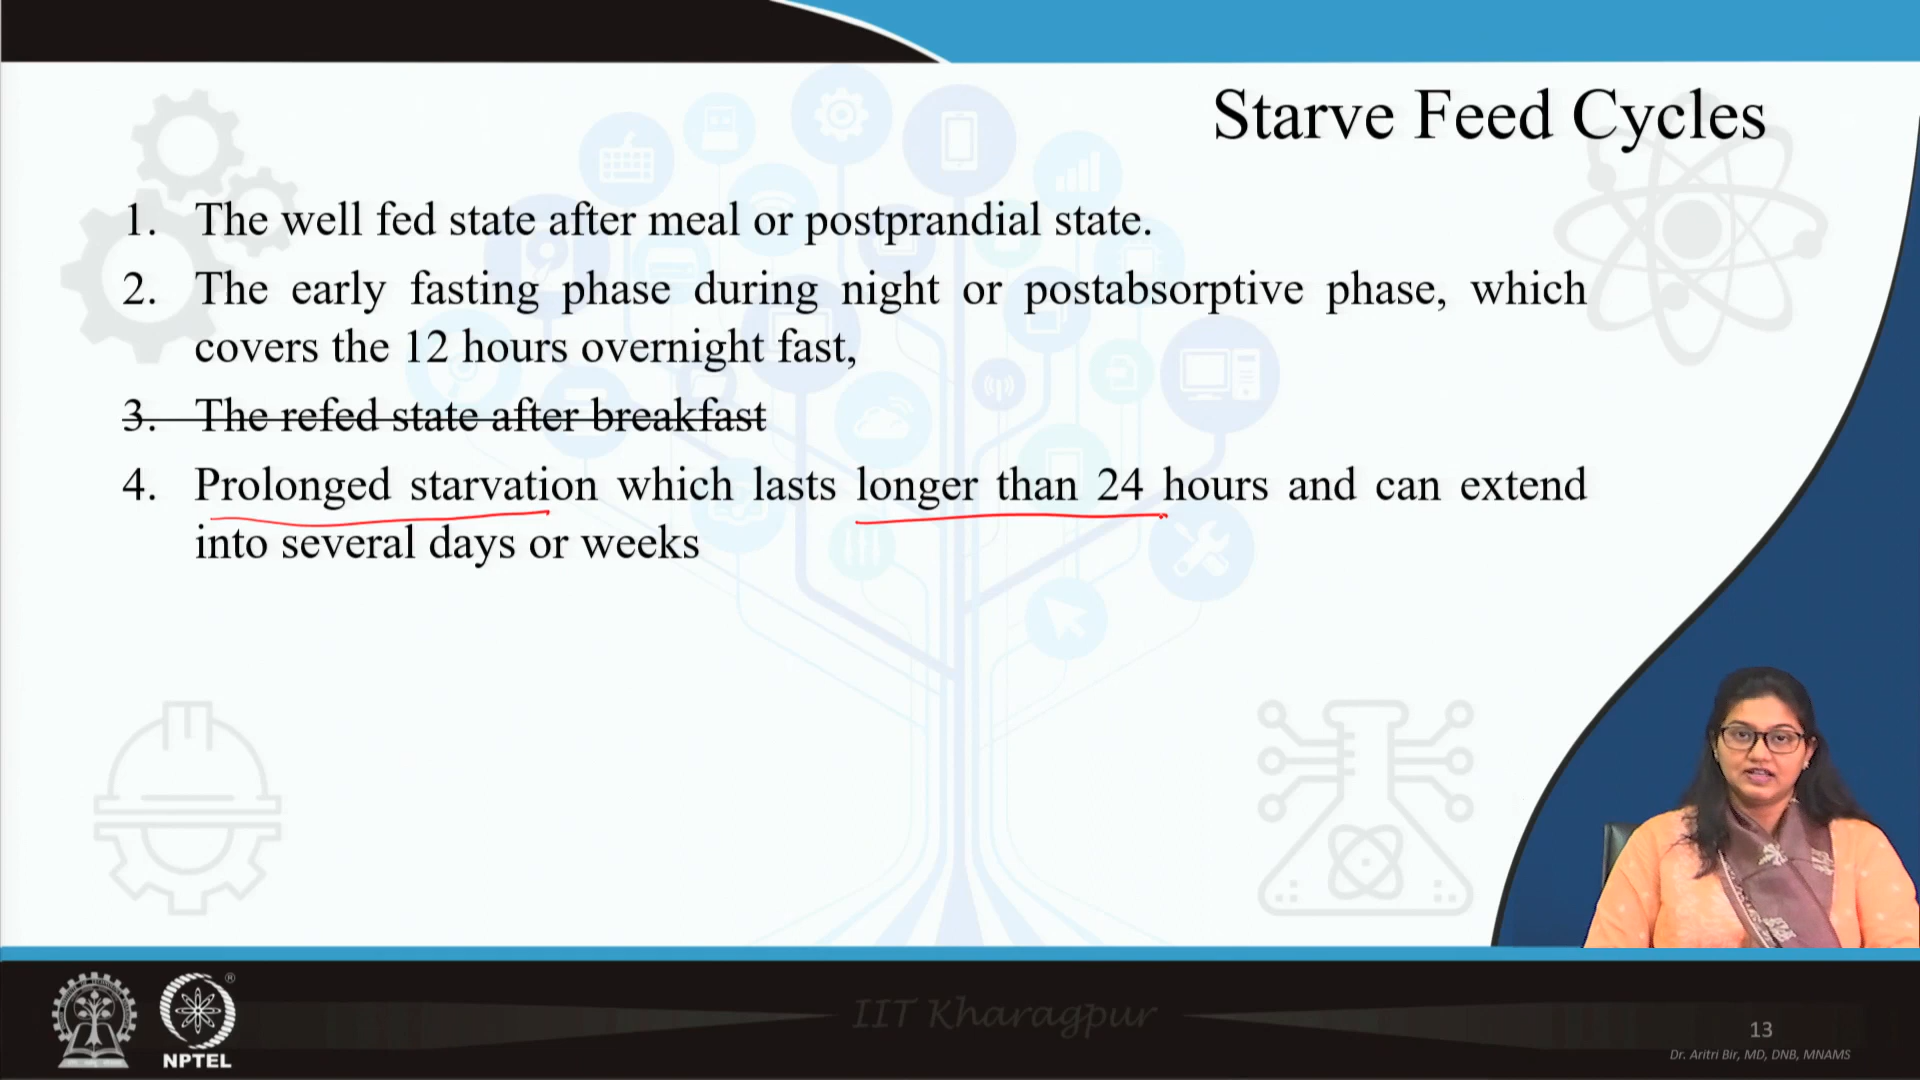 Starve Feed Cycles
1. The well fed state after meal or postprandial state.
2. The early fasting phase during night or postabsorptive phase, which
covers the 12 hours overnight fast,
3. The refed state after breakfast
4. Prolonged starvation which lasts longer than 24 hours and can extend
into several days or weeks
IIT Kharagpur
®
NPTEL
13
Dr. Aritri Bir, MD, DNB, MNAMS